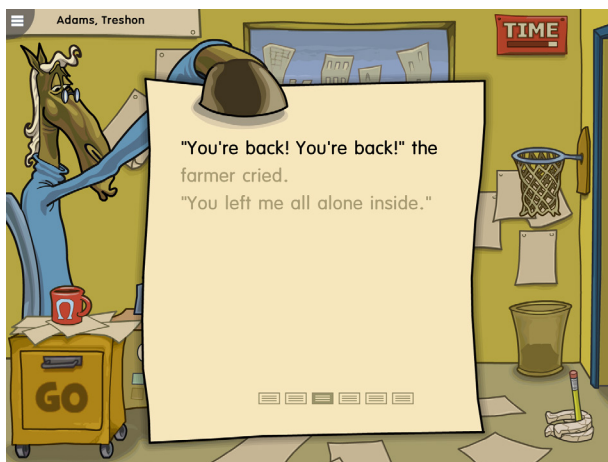 Adams, Treshon
TIME
"You're back! You're back!" the
farmer cried.
"You left me all alone inside."
GO